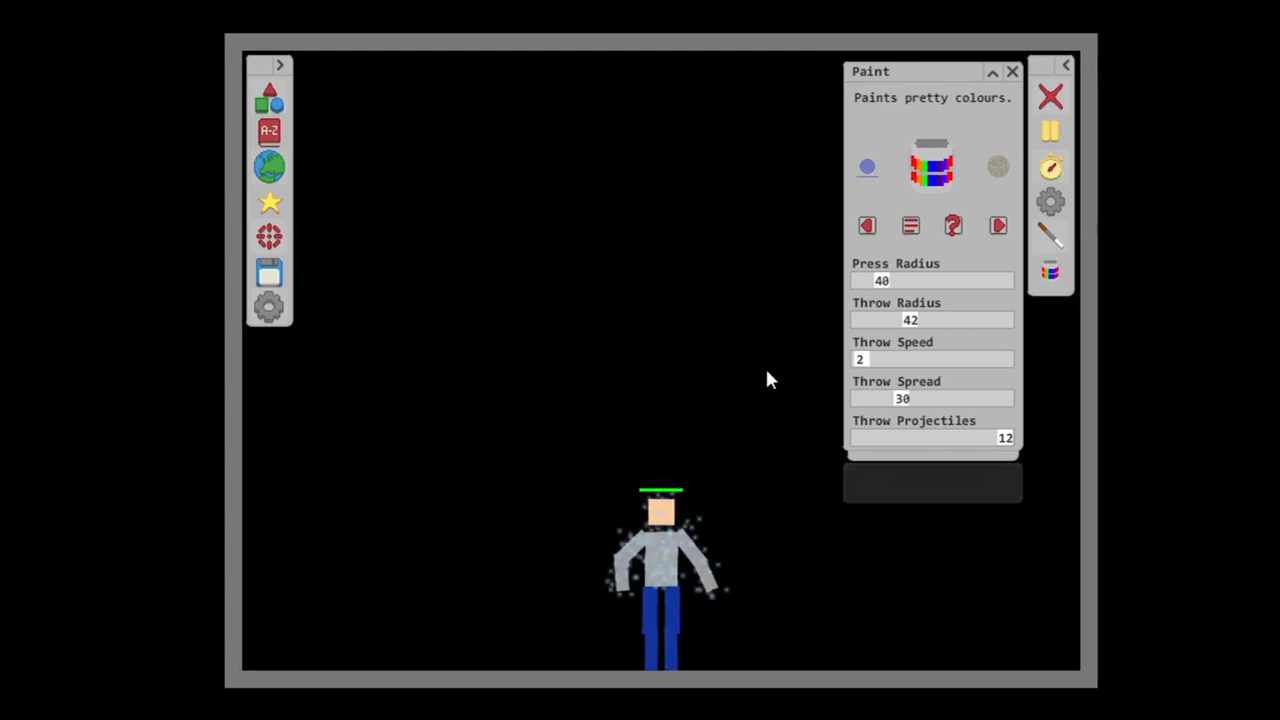 A-Z
Paint
Paints pretty colours.
Press Radius
40
Throw Radius
42
Throw Speed
2
Throw Spread
30
Throw Projectiles
12